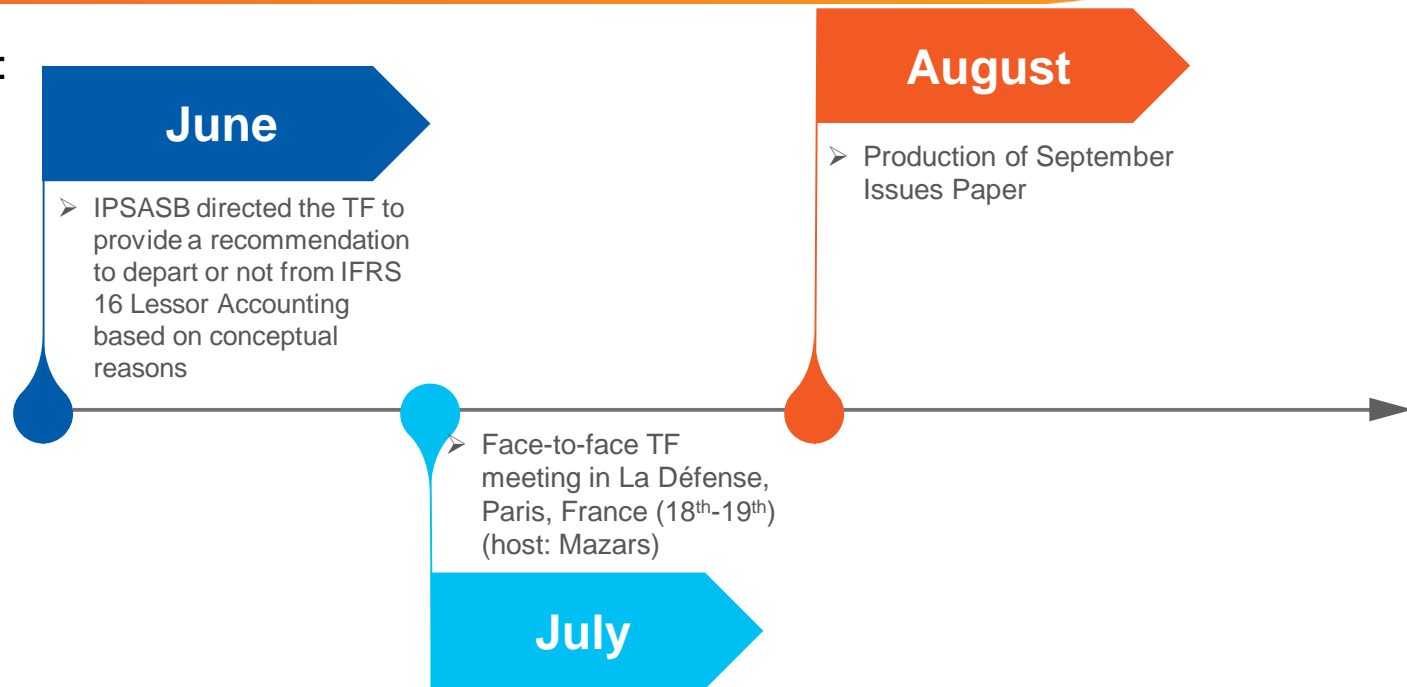 :
June
➢ IPSASB directed the TF to
provide a recommendation
to depart or not from IFRS
16 Lessor Accounting
based on conceptual
reasons
➢ Face-to-face TF
meeting in La Défense,
Paris, France (18th-19th)
(host: Mazars)
July
August
➢ Production of September
Issues Paper